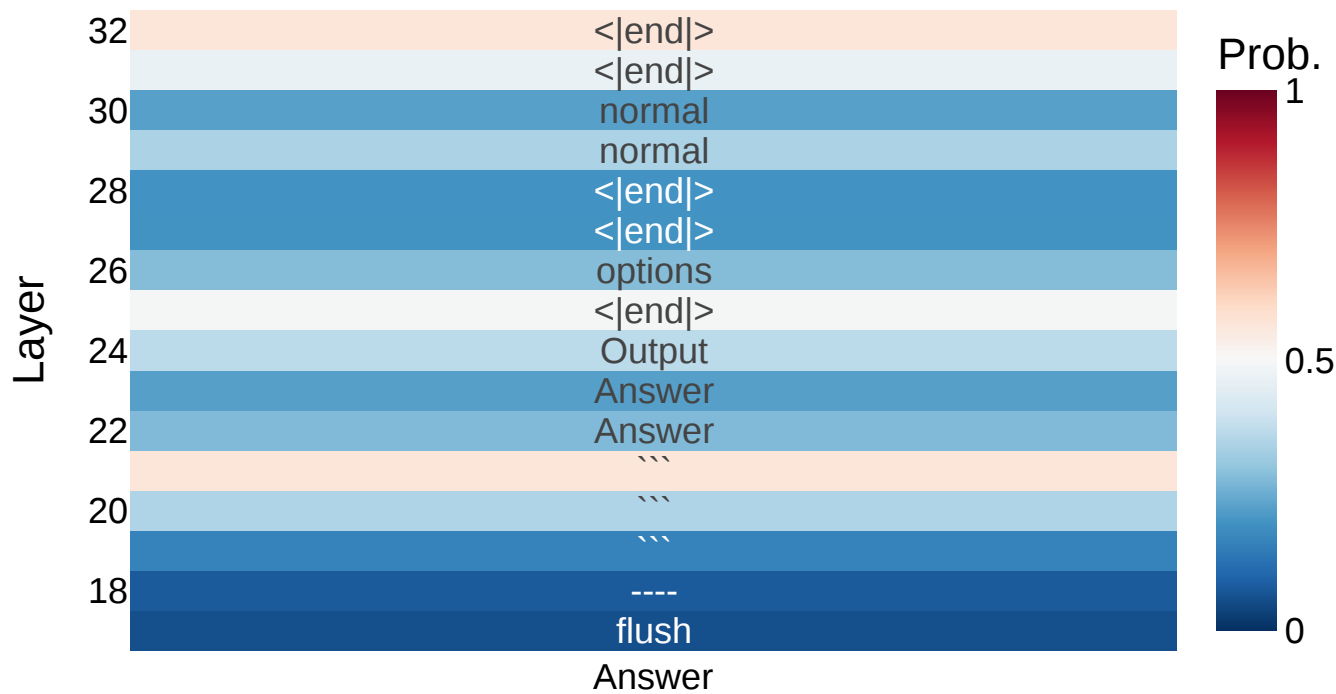 32 <|end|>
<|end|>
Prob.
1
30 normal
normal
28 <|end|>
<|end|>
26 options
<|end|>
24 Output
0.5
Layer
Answer
22 Answer
```
20 ```
```
18 ----
flush
0
Answer